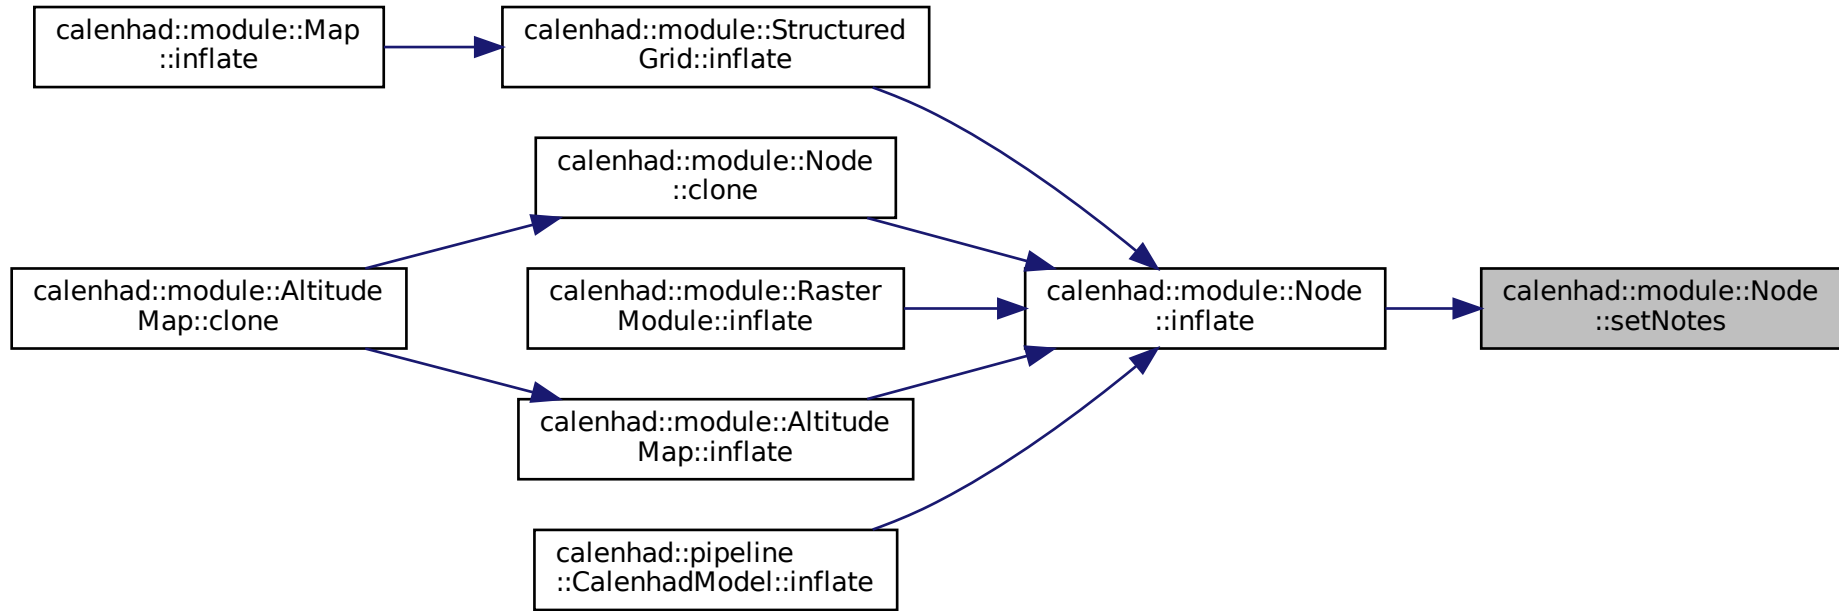 calenhad::module::Map
::inflate
calenhad::module::Structured
Grid::inflate
calenhad::module::Node
::clone
calenhad::module::Altitude
Map::clone
calenhad::module::Raster
Module::inflate
calenhad::module::Node
::inflate
calenhad::module::Node
::setNotes
calenhad::module::Altitude
Map::inflate
calenhad::pipeline
::CalenhadModel::inflate